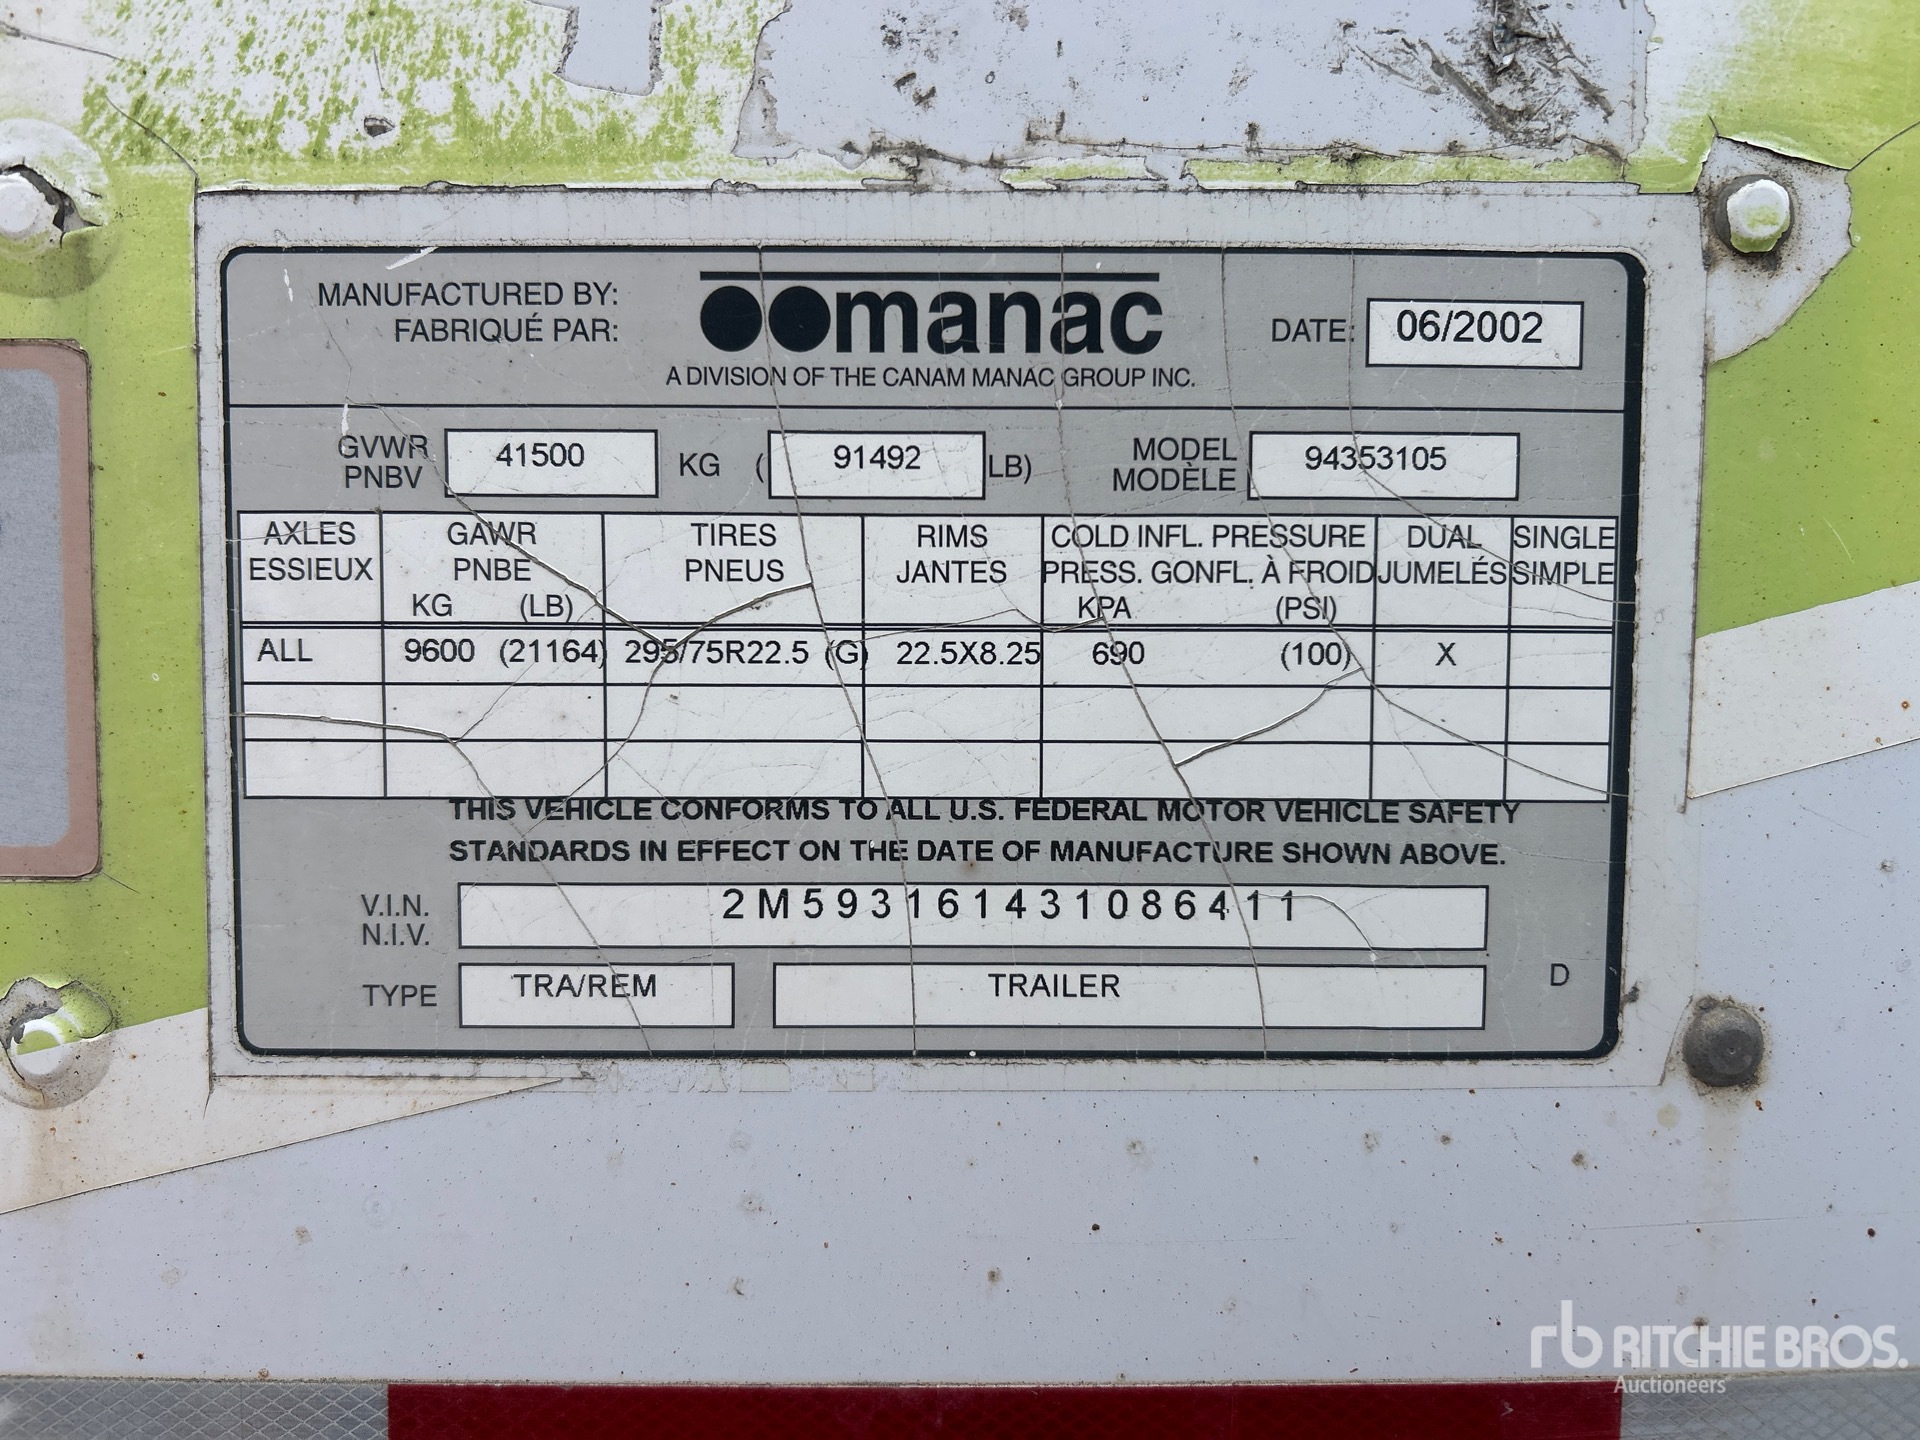 MANUFACTURED BY:
FABRIQUÉ PAR:
manac
A DIVISION OF THE CANAM MANAC GROUP INC.
DATE: 06/2002
GVWR
PNBV
41500 KG ( 91492 LB)
MODEL
MODÈLE
94353105
AXLES GAWR TIRES RIMS COLD INFL. PRESSURE DUAL SINGLE
ESSIEUX PNBE PNEUS JANTES PRESS. GONFL. À FROID JUMELÉS SIMPLE
KG (LB) KPA (PSI)
ALL 9600 (21164) 295/75R22.5 (G) 22.5X8.25 690 (100) X
THIS VEHICLE CONFORMS TO ALL U.S. FEDERAL MOTOR VEHICLE SAFETY
STANDARDS IN EFFECT ON THE DATE OF MANUFACTURE SHOWN ABOVE.
V.I.N.
N.I.V.
2M593161431086411
TYPE TRA/REM TRAILER D
rb RITCHIE BROS.
Auctioneers